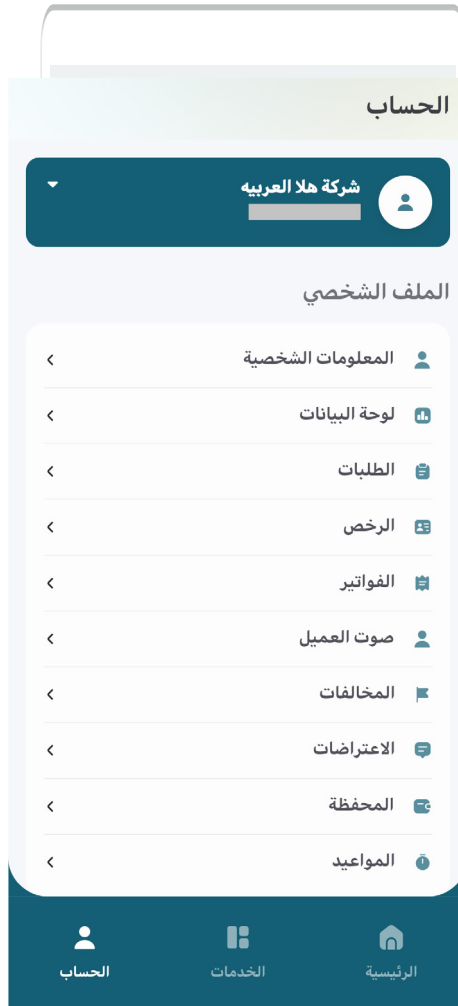 الحساب
شركة هلا العربيه
الملف الشخصي
المعلومات الشخصية
لوحة البيانات
الطلبات
الرخص
الفواتير
صوت العميل
المخالفات
الاعتراضات
المحفظة
المواعيد
الرئيسية
الخدمات
الحساب